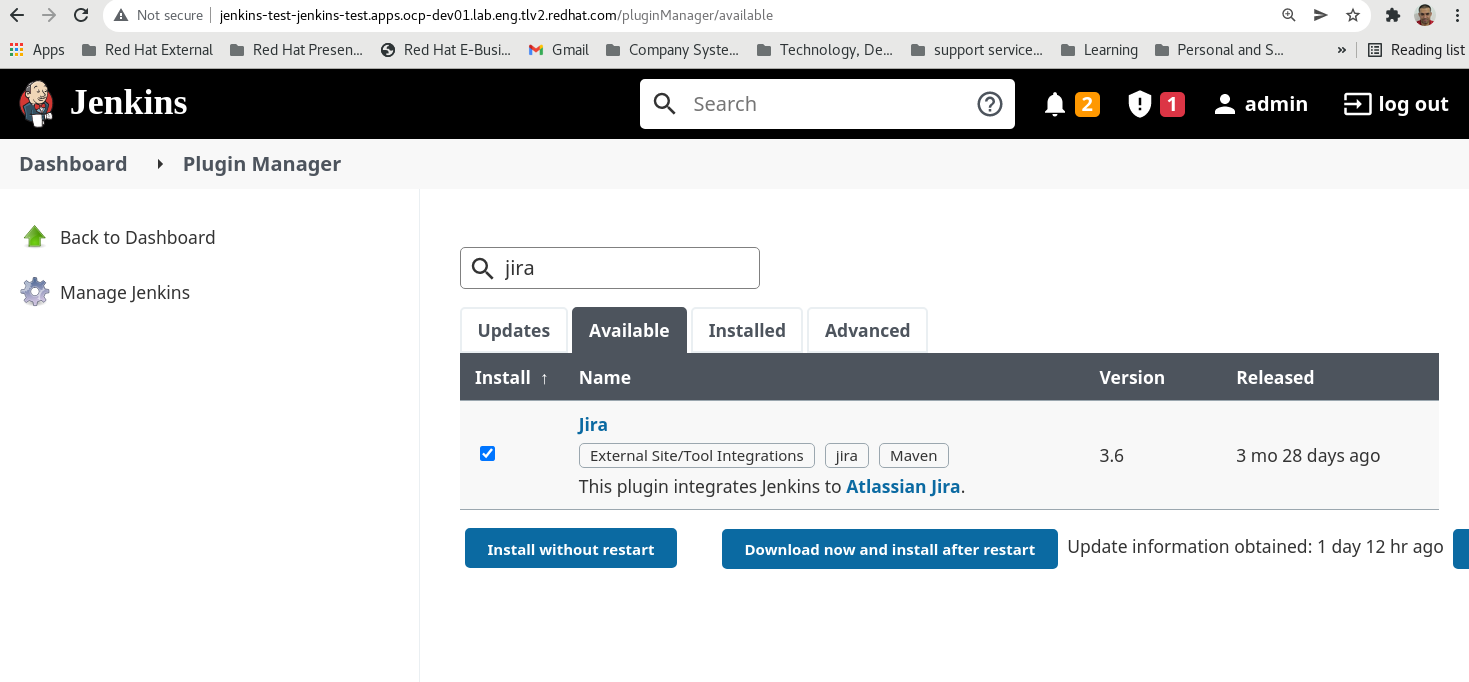 Not secure jenkins-test-jenkins-test.apps.ocp-dev01.lab.eng.tlv2.redhat.com/pluginManager/available
Apps Red Hat External Red Hat Presen... Red Hat E-Busi... Gmail Company Syste... Technology, De... support service... Learning Personal and S... » Reading list
Jenkins Search 2 1 admin log out
Dashboard Plugin Manager
Back to Dashboard
Manage Jenkins
jira
Updates Available Installed Advanced
Install ↑ Name Version Released
Jira
External Site/Tool Integrations jira Maven 3.6 3 mo 28 days ago
This plugin integrates Jenkins to Atlassian Jira.
Install without restart Download now and install after restart Update information obtained: 1 day 12 hr ago